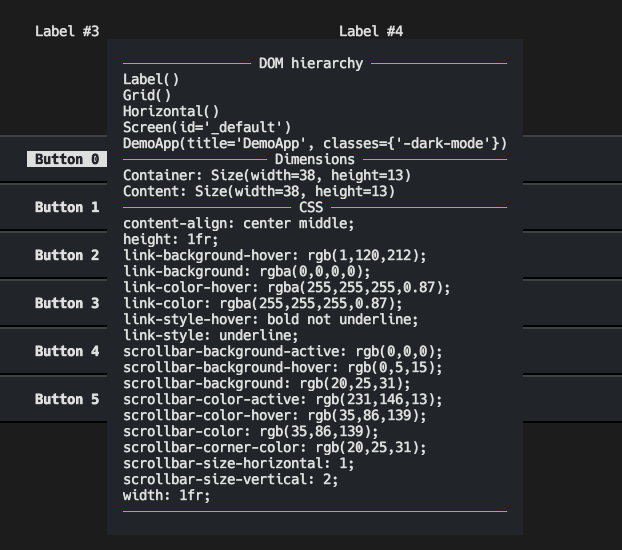 Label #3 Label #4
DOM hierarchy
Label()
Grid()
Horizontal()
Screen(id='_default')
DemoApp(title='DemoApp', classes={'-dark-mode'})
Dimensions
Container: Size(width=38, height=13)
Content: Size(width=38, height=13)
CSS
content-align: center middle;
height: 1fr;
link-background-hover: rgb(1,120,212);
link-background: rgba(0,0,0,0);
link-color-hover: rgba(255,255,255,0.87);
link-color: rgba(255,255,255,0.87);
link-style-hover: bold not underline;
link-style: underline;
scrollbar-background-active: rgb(0,0,0);
scrollbar-background-hover: rgb(0,5,15);
scrollbar-background: rgb(20,25,31);
scrollbar-color-active: rgb(231,146,13);
scrollbar-color-hover: rgb(35,86,139);
scrollbar-color: rgb(35,86,139);
scrollbar-corner-color: rgb(20,25,31);
scrollbar-size-horizontal: 1;
scrollbar-size-vertical: 2;
width: 1fr;
Button 0
Button 1
Button 2
Button 3
Button 4
Button 5